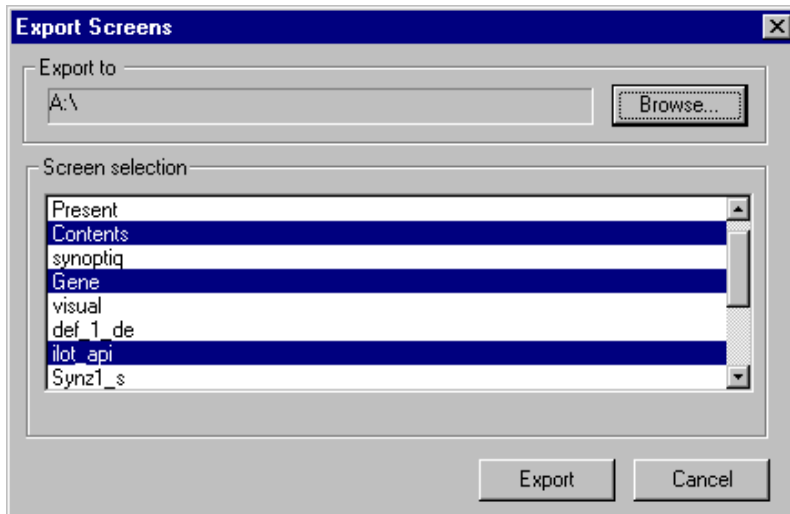 Export Screens
Export to
A:\
Browse...
Screen selection
Present
Contents
synoptiq
Gene
visual
def_1_de
ilot_api
Synz1_s
Export Cancel